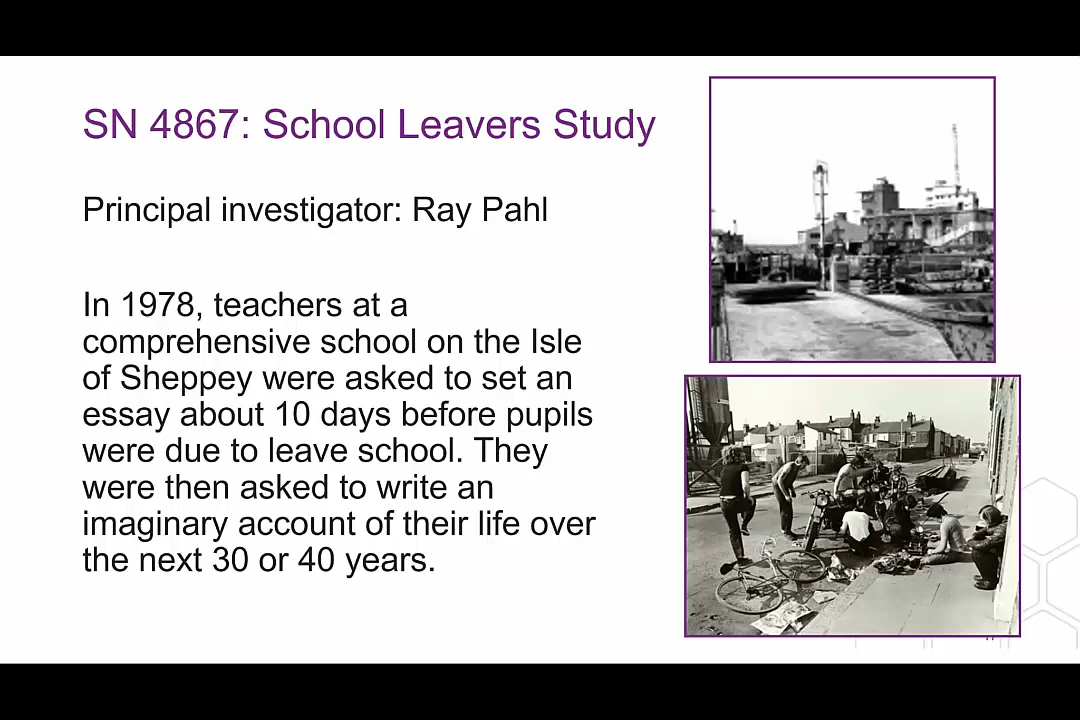 SN 4867: School Leavers Study
Principal investigator: Ray Pahl
In 1978, teachers at a
comprehensive school on the Isle
of Sheppey were asked to set an
essay about 10 days before pupils
were due to leave school. They
were then asked to write an
imaginary account of their life over
the next 30 or 40 years.